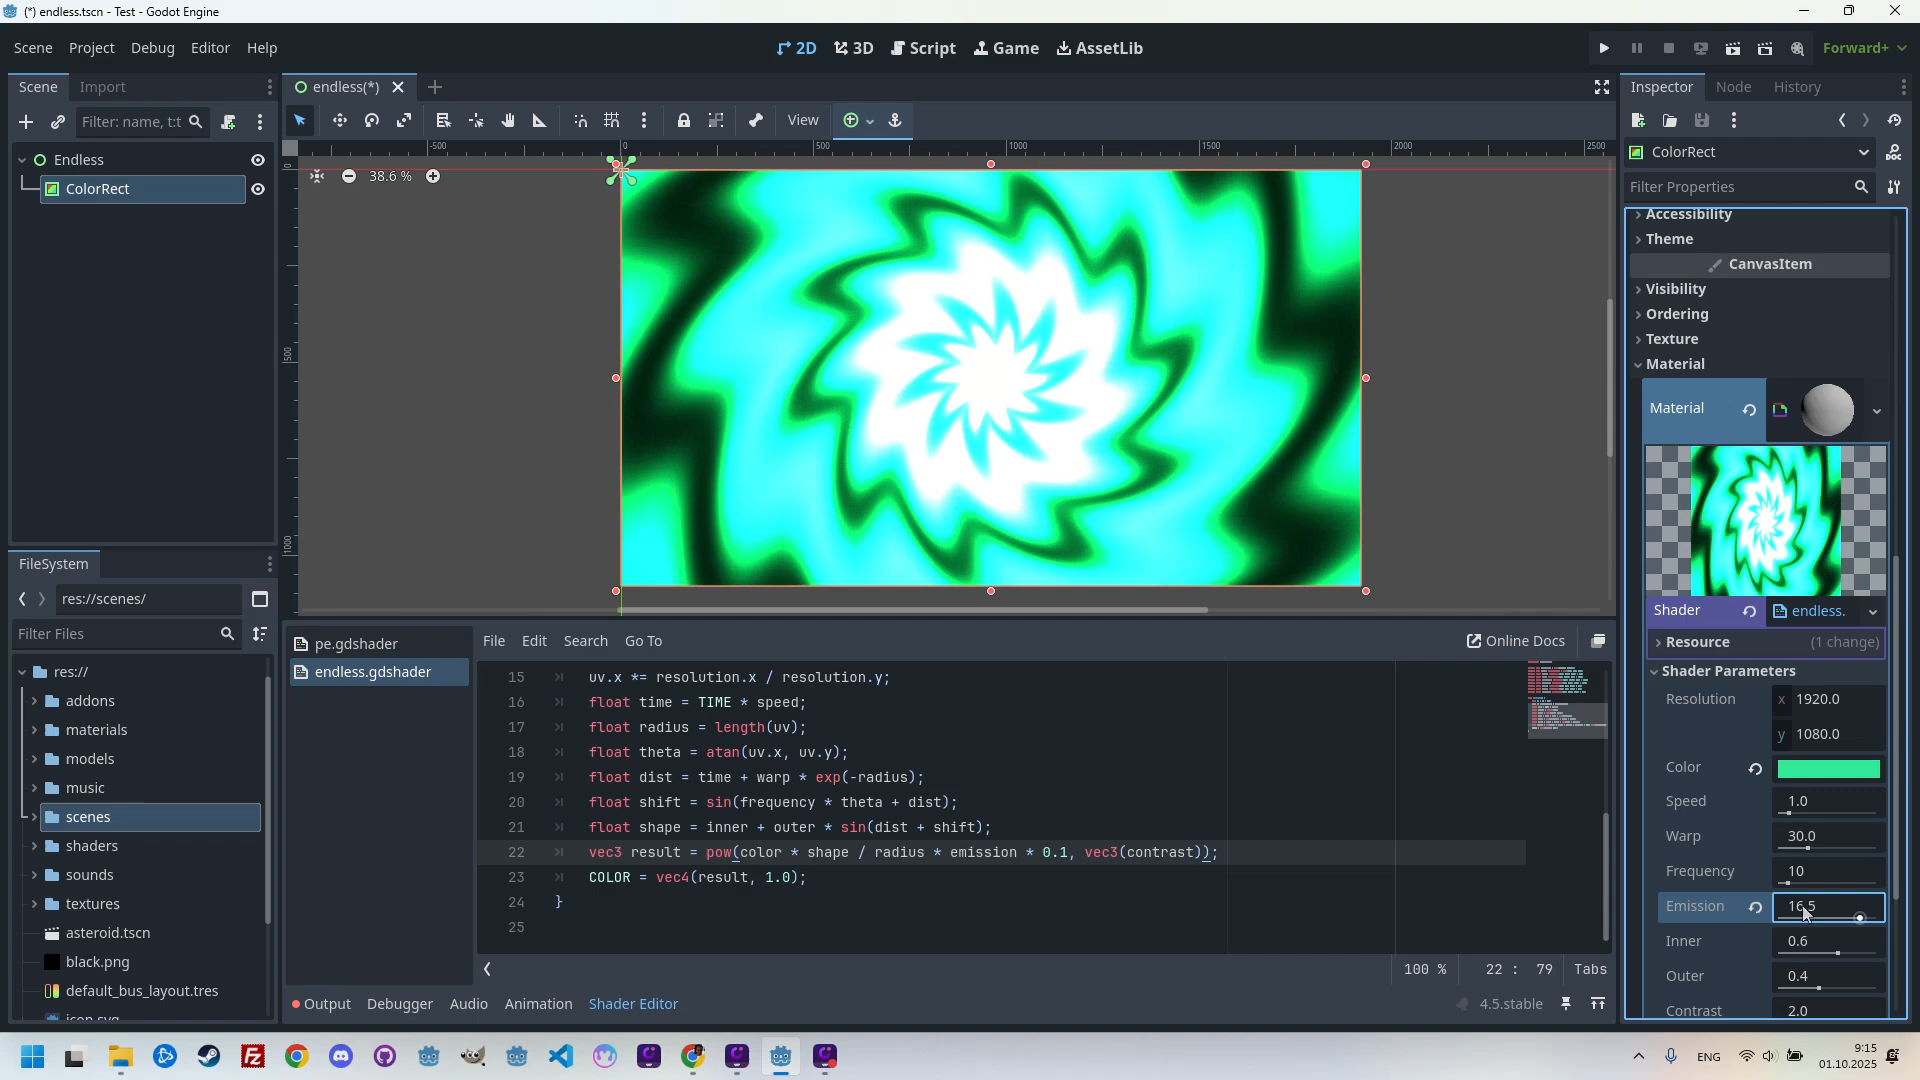 (*) endless.tscn - Test - Godot Engine
Scene Project Debug Editor Help
2D 3D Script Game AssetLib
Forward+
Scene Import
endless(*)
Inspector Node History
Filter: name, t:t
View
Endless
ColorRect
-500 0 500 1000 1500 2000 2500
0
500
1000
38.6 %
ColorRect
Filter Properties
Accessibility
Theme
CanvasItem
Visibility
Ordering
Texture
Material
Material
Shader endless.
Resource (1 change)
Shader Parameters
Resolution x 1920.0
y 1080.0
Color
Speed 1.0
Warp 30.0
Frequency 10
Emission 16.5
Inner 0.6
Outer 0.4
Contrast 2.0
FileSystem
res://scenes/
Filter Files
res://
addons
materials
models
music
scenes
shaders
sounds
textures
asteroid.tscn
black.png
default_bus_layout.tres
icon.svg
pe.gdshader
endless.gdshader
File Edit Search Go To
Online Docs
15 uv.x *= resolution.x / resolution.y;
16 float time = TIME * speed;
17 float radius = length(uv);
18 float theta = atan(uv.x, uv.y);
19 float dist = time + warp * exp(-radius);
20 float shift = sin(frequency * theta + dist);
21 float shape = inner + outer * sin(dist + shift);
22 vec3 result = pow(color * shape / radius * emission * 0.1, vec3(contrast));
23 COLOR = vec4(result, 1.0);
24 }
25
100 % 22 : 79 Tabs
Output Debugger Audio Animation Shader Editor
4.5.stable
ENG
9:15
01.10.2025